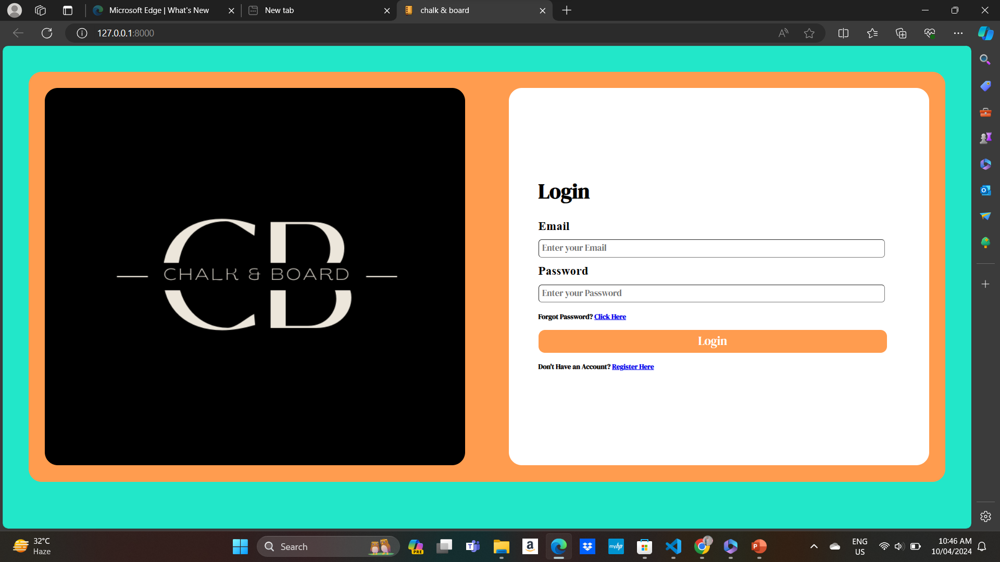 Microsoft Edge | What's New
New tab
chalk & board
127.0.0.1:8000
CHALK & BOARD
Login
Email
Enter your Email
Password
Enter your Password
Forgot Password? Click Here
Login
Don't Have an Account? Register Here
32°C
Haze
Search
PRE
T
a
myhp
P
ENG
US
10:46 AM
10/04/2024